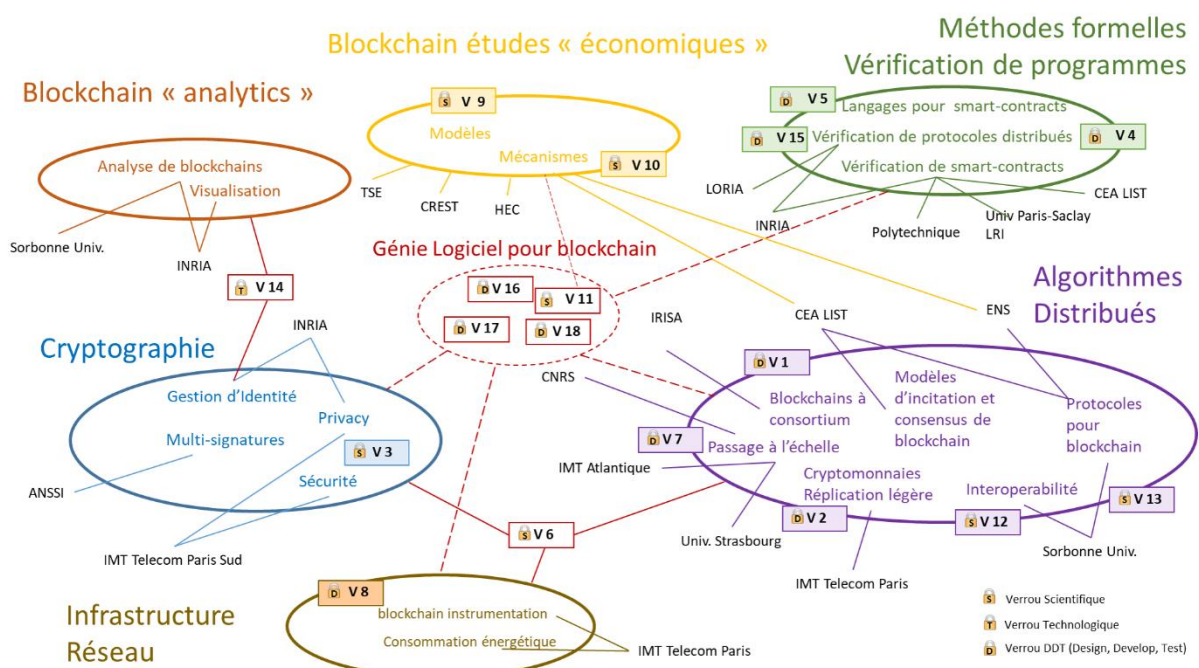 Blockchain études « économiques »
Méthodes formelles
Vérification de programmes
Blockchain « analytics »
S V 9
Modèles
Mécanismes
S V 10
D V 5
Langages pour smart-contracts
D V 15
Vérification de protocoles distribués
D V 4
Vérification de smart-contracts
Analyse de blockchains
Visualisation
TSE
CREST
HEC
LORIA
INRIA
Polytechnique
Univ Paris-Saclay
LRI
CEA LIST
Sorbonne Univ.
INRIA
T V 14
Génie Logiciel pour blockchain
D V 16
S V 11
D V 17
D V 18
Algorithmes
Distribués
IRISA
CEA LIST
ENS
CNRS
INRIA
Cryptographie
Gestion d’Identité
Privacy
Multi-signatures
S V 3
Sécurité
ANSSI
IMT Telecom Paris Sud
D V 1
Blockchains à
consortium
Modèles
d’incitation et
consensus de
blockchain
Protocoles
pour
blockchain
D V 7
Passage à l’échelle
IMT Atlantique
Cryptomonnaies
Réplication légère
Interoperabilité
D V 2
S V 12
S V 13
Univ. Strasbourg
IMT Telecom Paris
Sorbonne Univ.
S V 6
Infrastructure
Réseau
D V 8
blockchain instrumentation
Consommation énergétique
IMT Telecom Paris
S Verrou Scientifique
T Verrou Technologique
D Verrou DDT (Design, Develop, Test)